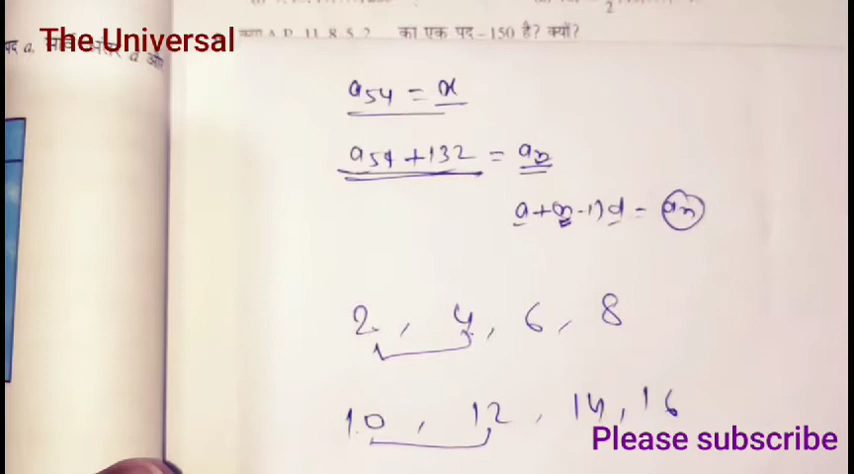 The Universal
A.P. 11, 8, 5, 2 का एक पद – 150 है? क्यों?
a54 = x
a54 + 132 = an
a + (n - 1) d = an
2, 4, 6, 8
10, 12, 14, 16
Please subscribe